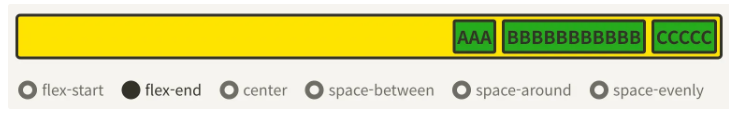 AAA BBBBBBBBBBB CCCCC
flex-start flex-end center space-between space-around space-evenly